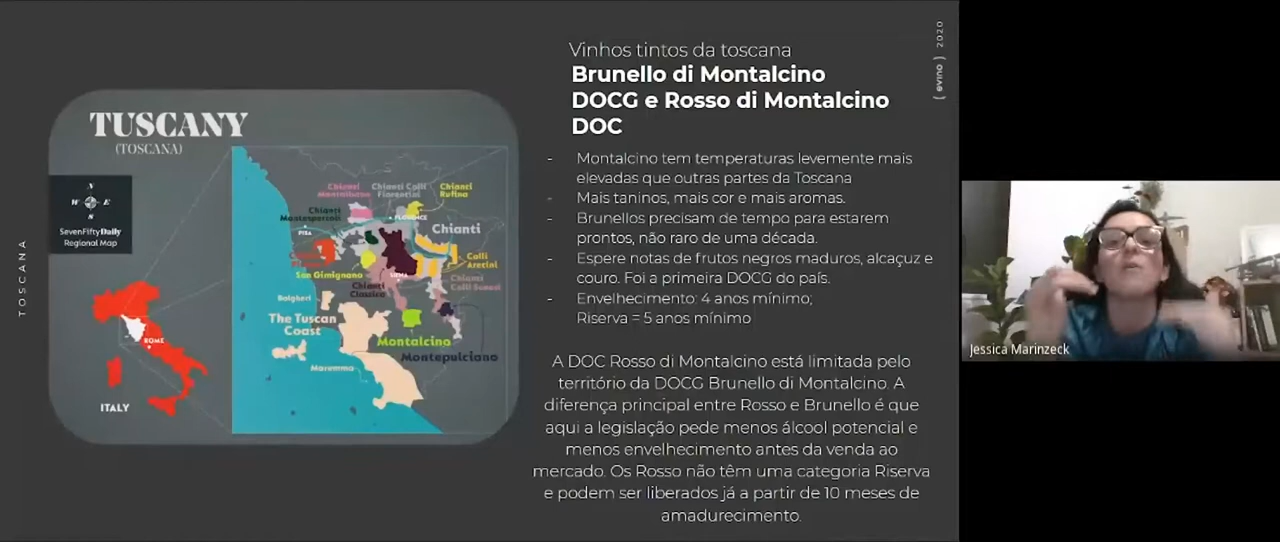 TOSCANA
TUSCANY
(TOSCANA)
N
W E
S
SevenFiftyDaily
Regional Map
ITALY
ROME
Chianti
Montalbano
Chianti Colli
Fiorentini
Chianti
Rufina
Chianti
Montespertoli
FLORENCE
PISA
Chianti
Colli
Aretini
San Gimignano
SIENA
Chianti
Classico
Chianti
Colli Senesi
Bolgheri
The Tuscan
Coast
Montalcino
Montepulciano
Maremma
Vinhos tintos da toscana
Brunello di Montalcino
DOCG e Rosso di Montalcino
DOC
- Montalcino tem temperaturas levemente mais
elevadas que outras partes da Toscana
- Mais taninos, mais cor e mais aromas.
- Brunellos precisam de tempo para estarem
prontos, não raro de uma década.
- Espere notas de frutos negros maduros, alcaçuz e
couro. Foi a primeira DOCG do país.
- Envelhecimento: 4 anos mínimo;
Riserva = 5 anos mínimo
A DOC Rosso di Montalcino está limitada pelo
território da DOCG Brunello di Montalcino. A
diferença principal entre Rosso e Brunello é que
aqui a legislação pede menos álcool potencial e
menos envelhecimento antes da venda ao
mercado. Os Rosso não têm uma categoria Riserva
e podem ser liberados já a partir de 10 meses de
amadurecimento.
( evino ) 2020
Jessica Marinzeck